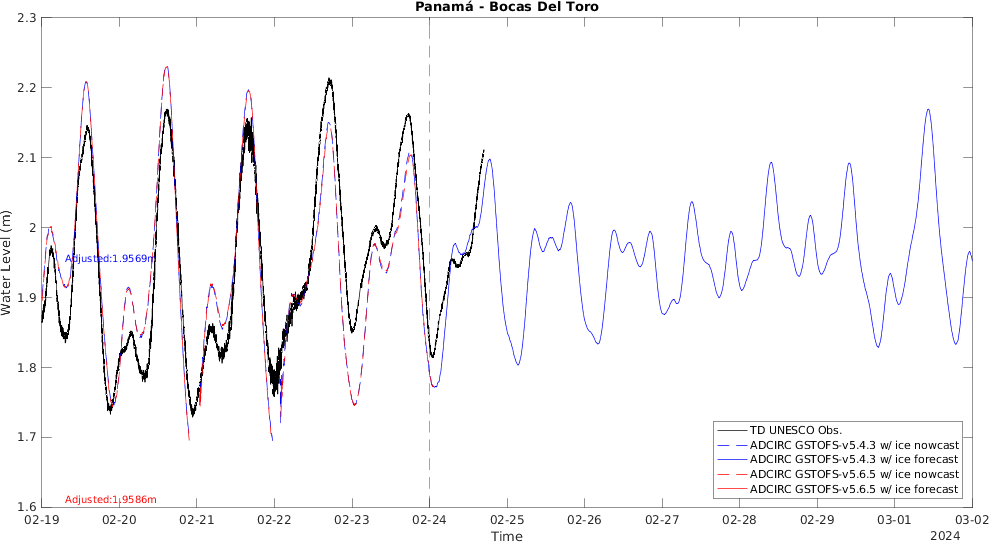 Panamá - Bocas Del Toro
Water Level (m)
2.3
2.2
2.1
2
1.9
1.8
1.7
1.6
Adjusted:1.9569m
Adjusted:1.9586m
TD UNESCO Obs.
ADCIRC GSTOFS-v5.4.3 w/ ice nowcast
ADCIRC GSTOFS-v5.4.3 w/ ice forecast
ADCIRC GSTOFS-v5.6.5 w/ ice nowcast
ADCIRC GSTOFS-v5.6.5 w/ ice forecast
02-19 02-20 02-21 02-22 02-23 02-24 02-25 02-26 02-27 02-28 02-29 03-01 03-02
Time
2024